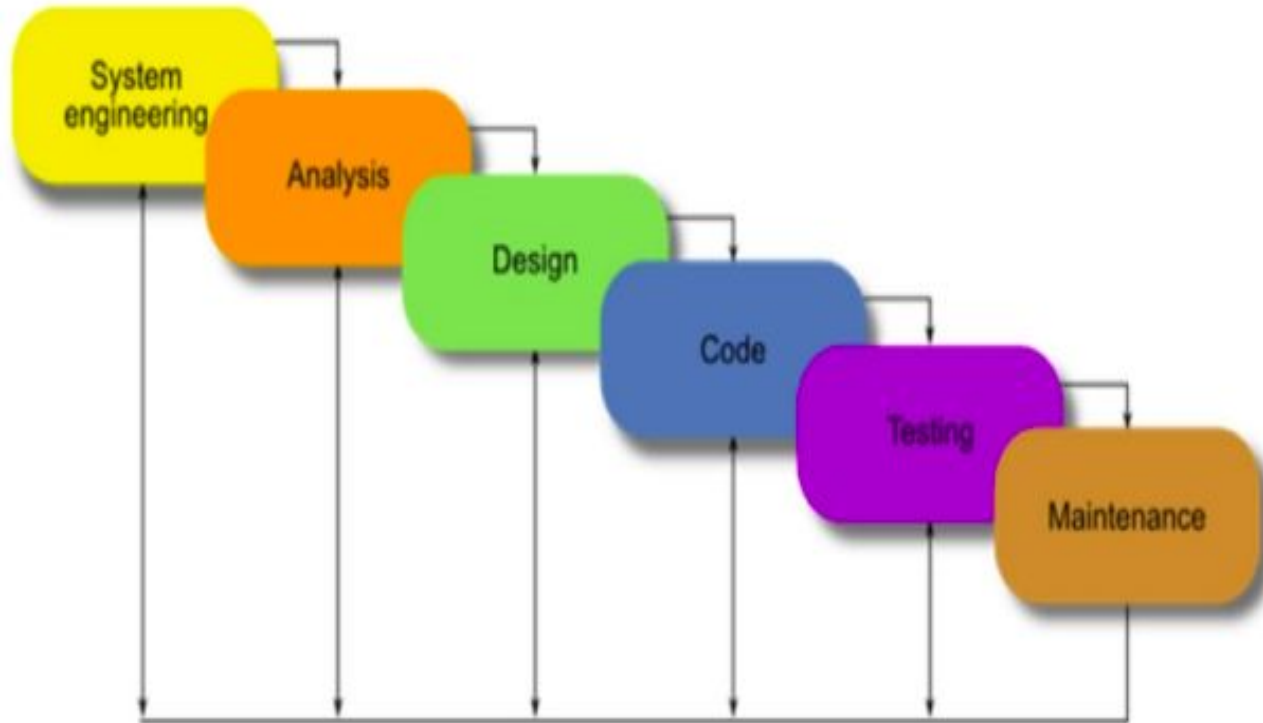 System
engineering
Analysis
Design
Code
Testing
Maintenance